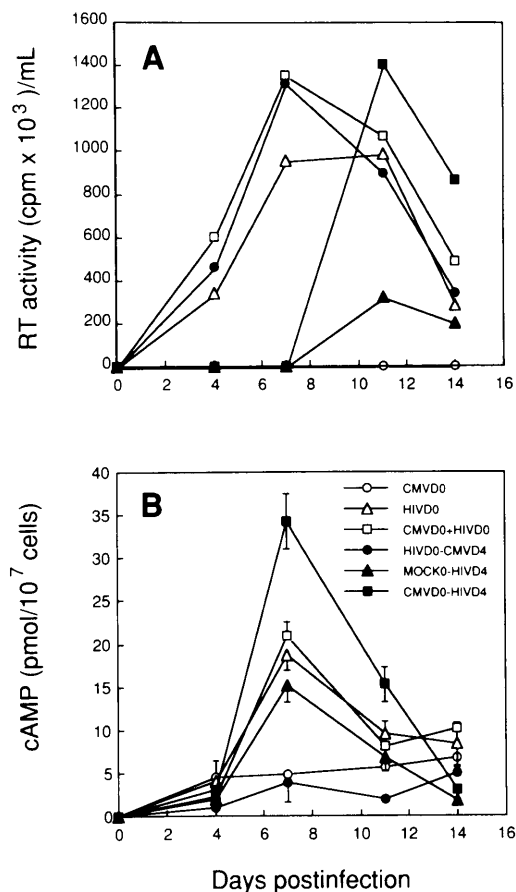 A
RT activity (cpm x 10³)/mL
1600
1400
1200
1000
800
600
400
200
0
0 2 4 6 8 10 12 14 16
B
cAMP (pmol/10⁷ cells)
40
35
30
25
20
15
10
5
0
CMVD0
HIVD0
CMVD0+HIVD0
HIVD0-CMVD4
MOCK0-HIVD4
CMVD0-HIVD4
0 2 4 6 8 10 12 14 16
Days postinfection